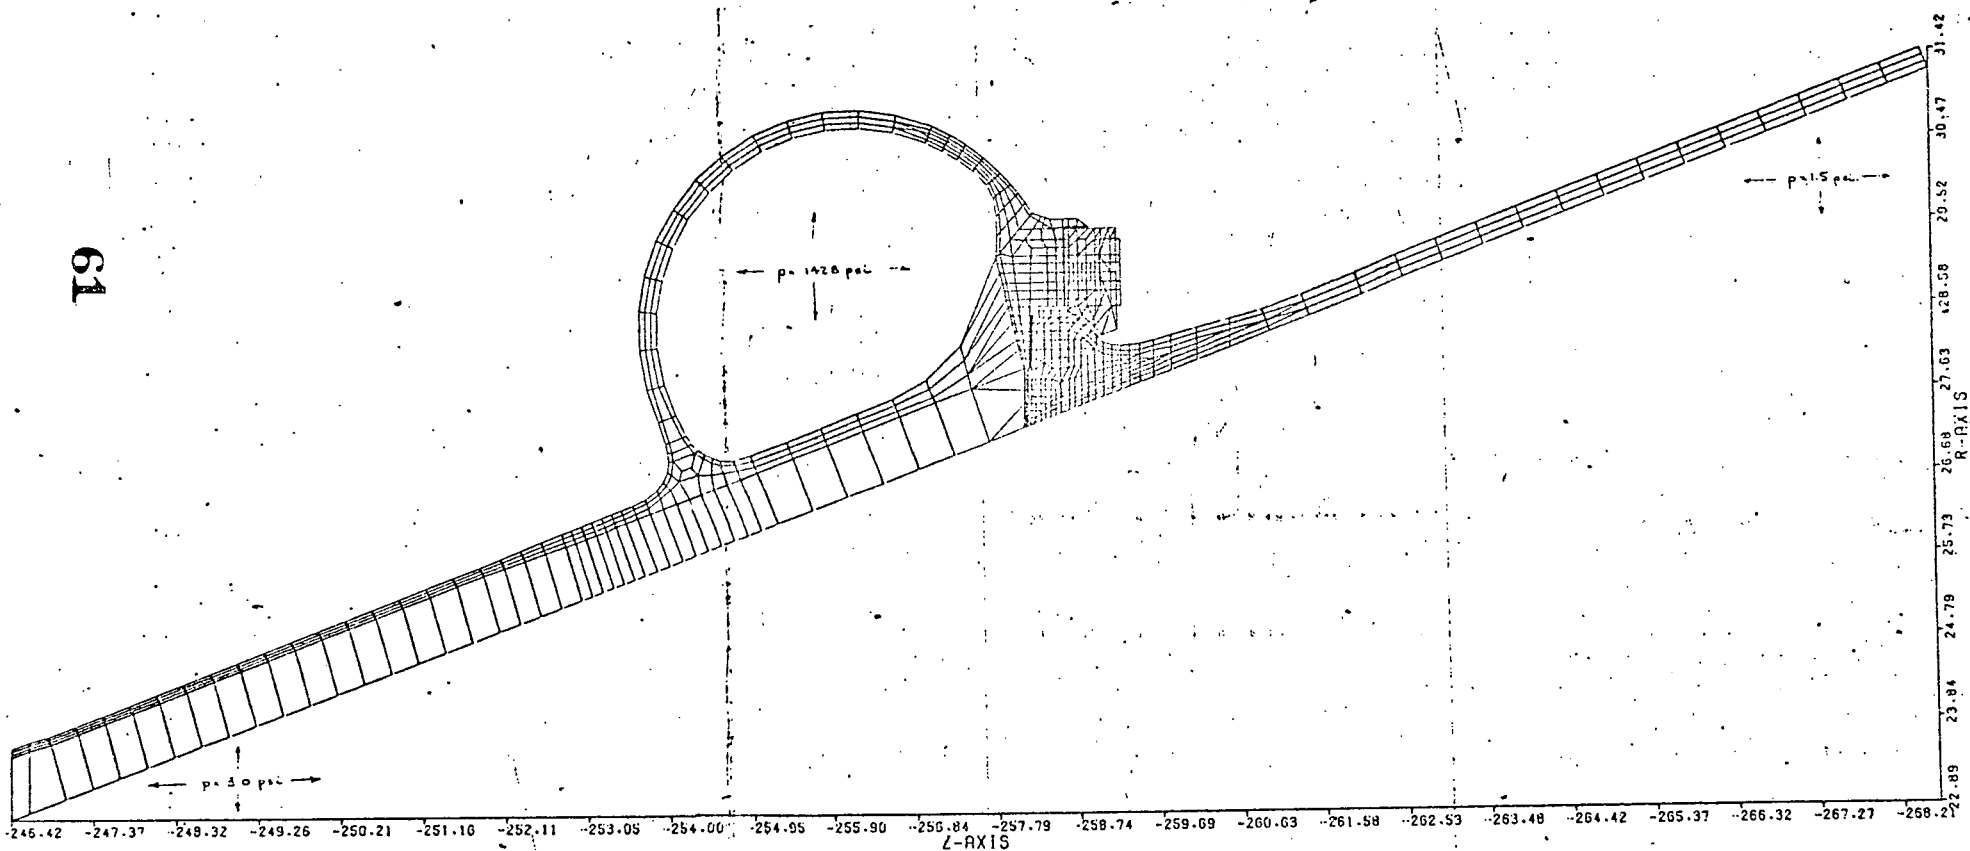 61
p= 1428 psi
p=1.5 psi
p= 3.0 psi
-246.42 -247.37 -248.32 -249.26 -250.21 -251.16 -252.11 -253.05 -254.00 -254.95 -255.90 -256.84 -257.79 -258.74 -259.69 -260.63 -261.58 -262.53 -263.48 -264.42 -265.37 -266.32 -267.27 -268.21
Z-AXIS
22.89 23.84 24.79 25.73 26.68 27.63 28.58 29.52 30.47 31.42
R-AXIS